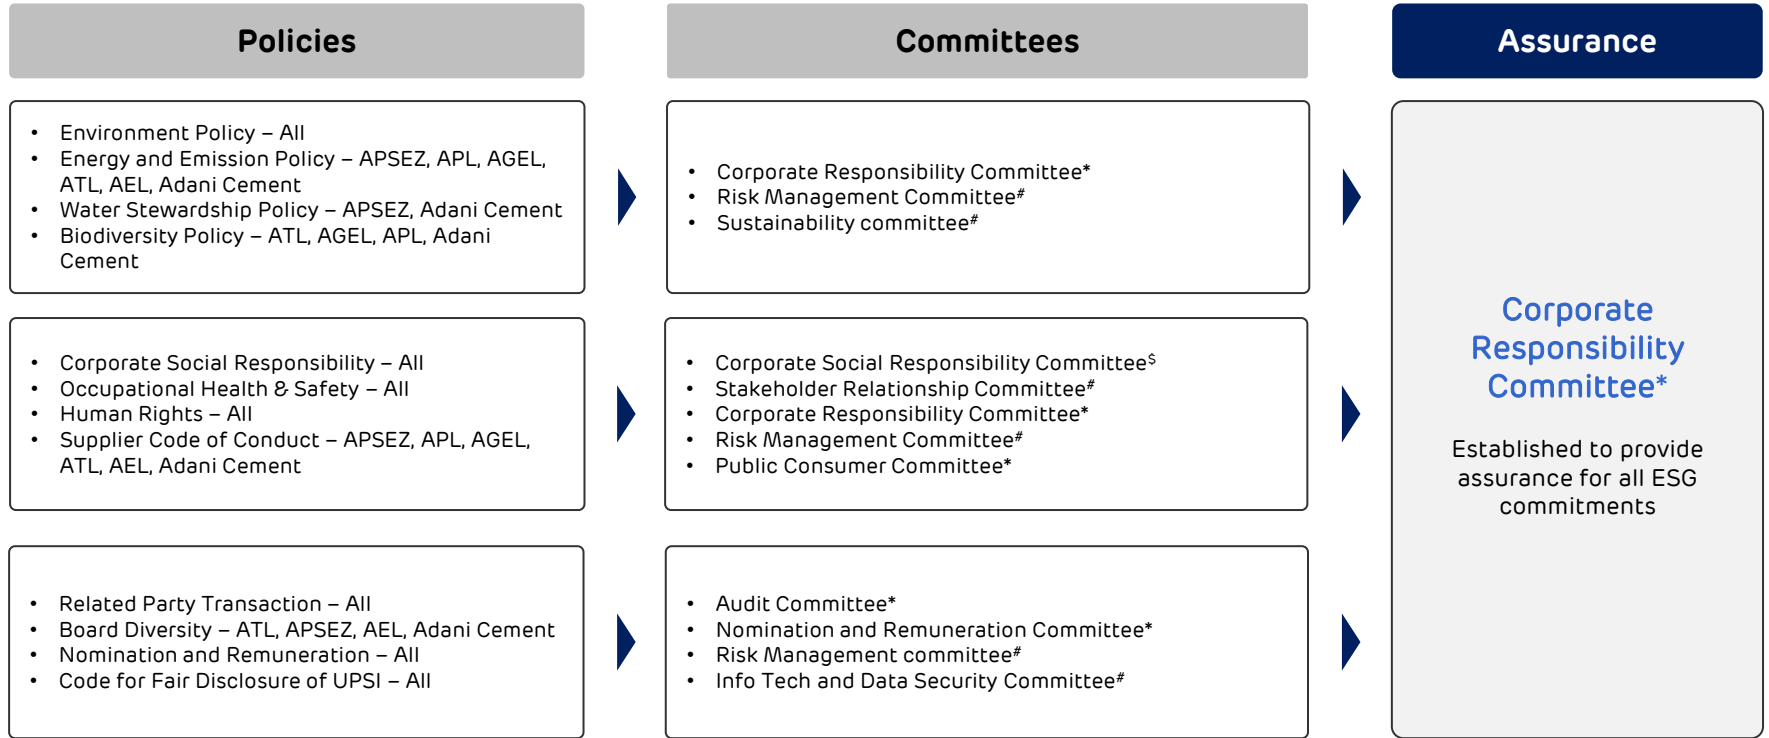 Policies
Committees
Assurance
• Environment Policy – All
• Energy and Emission Policy – APSEZ, APL, AGEL,
ATL, AEL, Adani Cement
• Water Stewardship Policy – APSEZ, Adani Cement
• Biodiversity Policy – ATL, AGEL, APL, Adani
Cement
• Corporate Responsibility Committee*
• Risk Management Committee#
• Sustainability committee#
• Corporate Social Responsibility – All
• Occupational Health & Safety – All
• Human Rights – All
• Supplier Code of Conduct – APSEZ, APL, AGEL,
ATL, AEL, Adani Cement
• Corporate Social Responsibility Committee$
• Stakeholder Relationship Committee#
• Corporate Responsibility Committee*
• Risk Management Committee#
• Public Consumer Committee*
• Related Party Transaction – All
• Board Diversity – ATL, APSEZ, AEL, Adani Cement
• Nomination and Remuneration – All
• Code for Fair Disclosure of UPSI – All
• Audit Committee*
• Nomination and Remuneration Committee*
• Risk Management committee#
• Info Tech and Data Security Committee#
Corporate
Responsibility
Committee*
Established to provide
assurance for all ESG
commitments